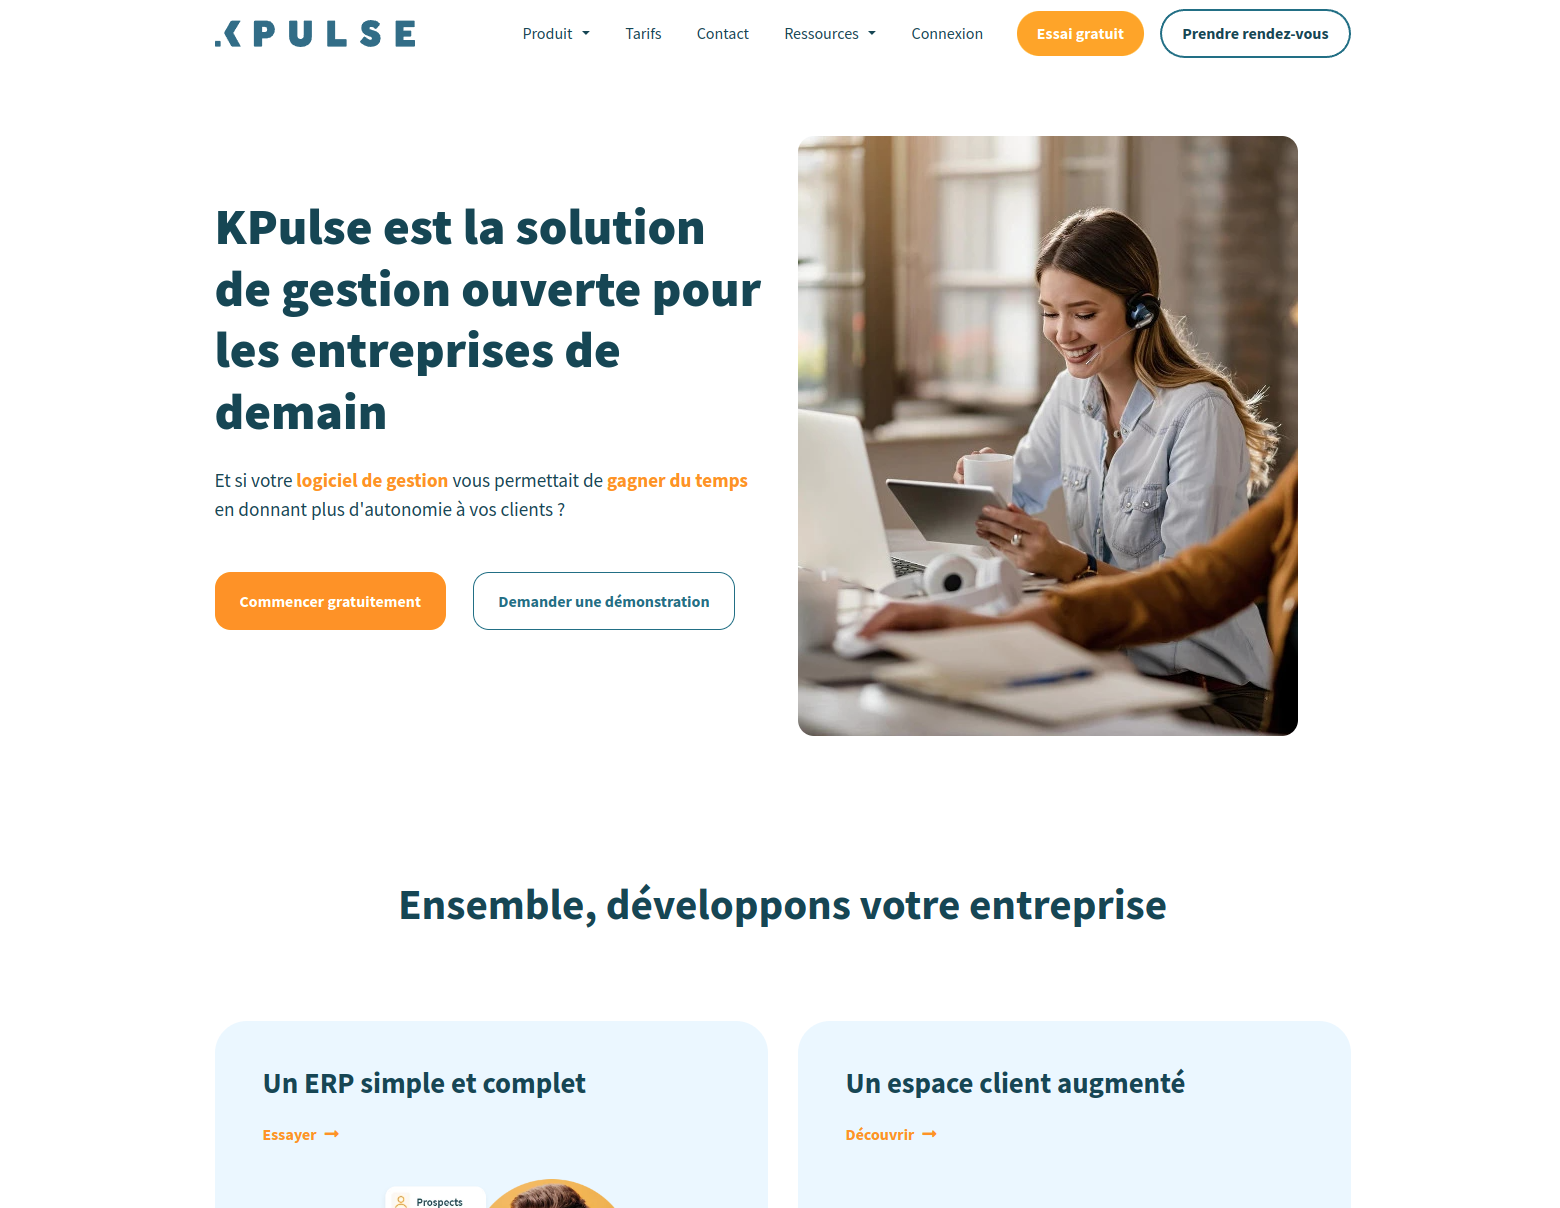 KPULSE
Produit
Tarifs
Contact
Ressources
Connexion
Essai gratuit
Prendre rendez-vous
KPulse est la solution
de gestion ouverte pour
les entreprises de
demain
Et si votre logiciel de gestion vous permettait de gagner du temps
en donnant plus d'autonomie à vos clients ?
Commencer gratuitement
Demander une démonstration
Ensemble, développons votre entreprise
Un ERP simple et complet
Essayer
Un espace client augmenté
Découvrir
Prospects